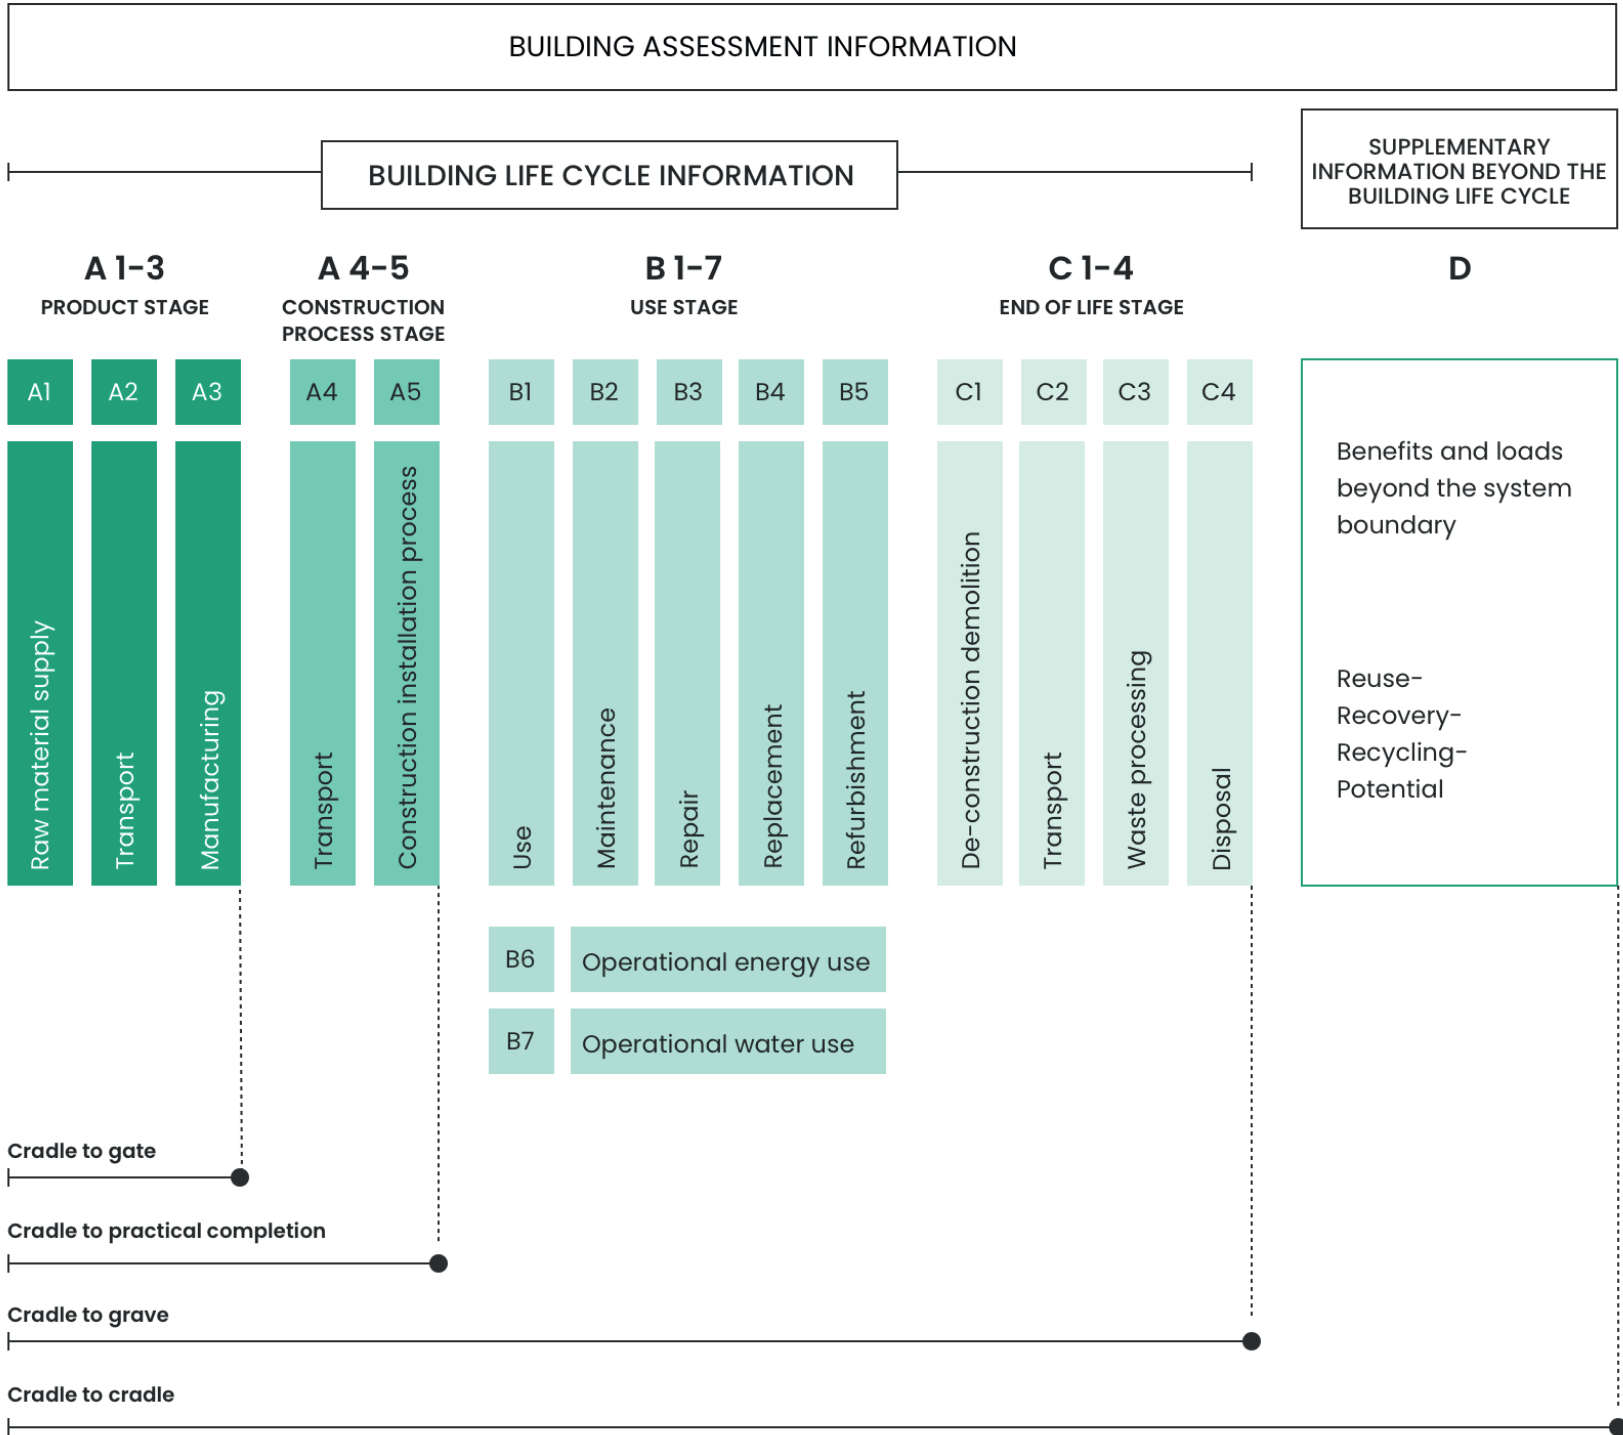 BUILDING ASSESSMENT INFORMATION
BUILDING LIFE CYCLE INFORMATION
SUPPLEMENTARY
INFORMATION BEYOND THE
BUILDING LIFE CYCLE
A 1-3
PRODUCT STAGE
A 4-5
CONSTRUCTION
PROCESS STAGE
B 1-7
USE STAGE
C 1-4
END OF LIFE STAGE
D
A1
A2
A3
A4
A5
B1
B2
B3
B4
B5
C1
C2
C3
C4
Raw material supply
Transport
Manufacturing
Transport
Construction installation process
Use
Maintenance
Repair
Replacement
Refurbishment
De-construction demolition
Transport
Waste processing
Disposal
Benefits and loads
beyond the system
boundary
Reuse-
Recovery-
Recycling-
Potential
B6
Operational energy use
B7
Operational water use
Cradle to gate
Cradle to practical completion
Cradle to grave
Cradle to cradle